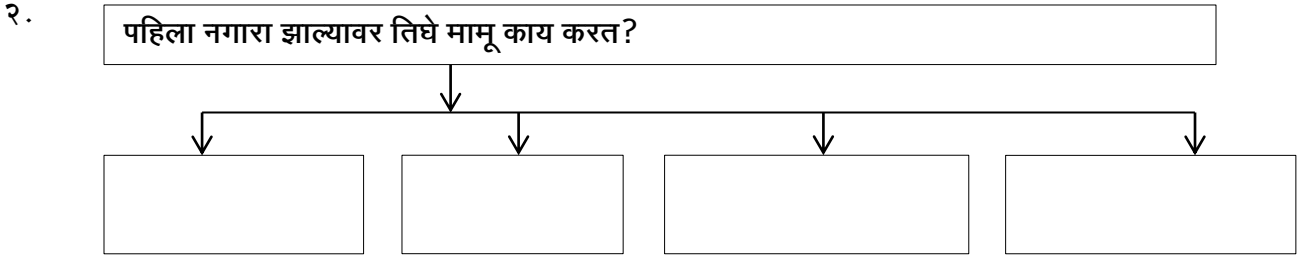 २.
पहिला नगारा झाल्यावर तिघे मामू काय करत?